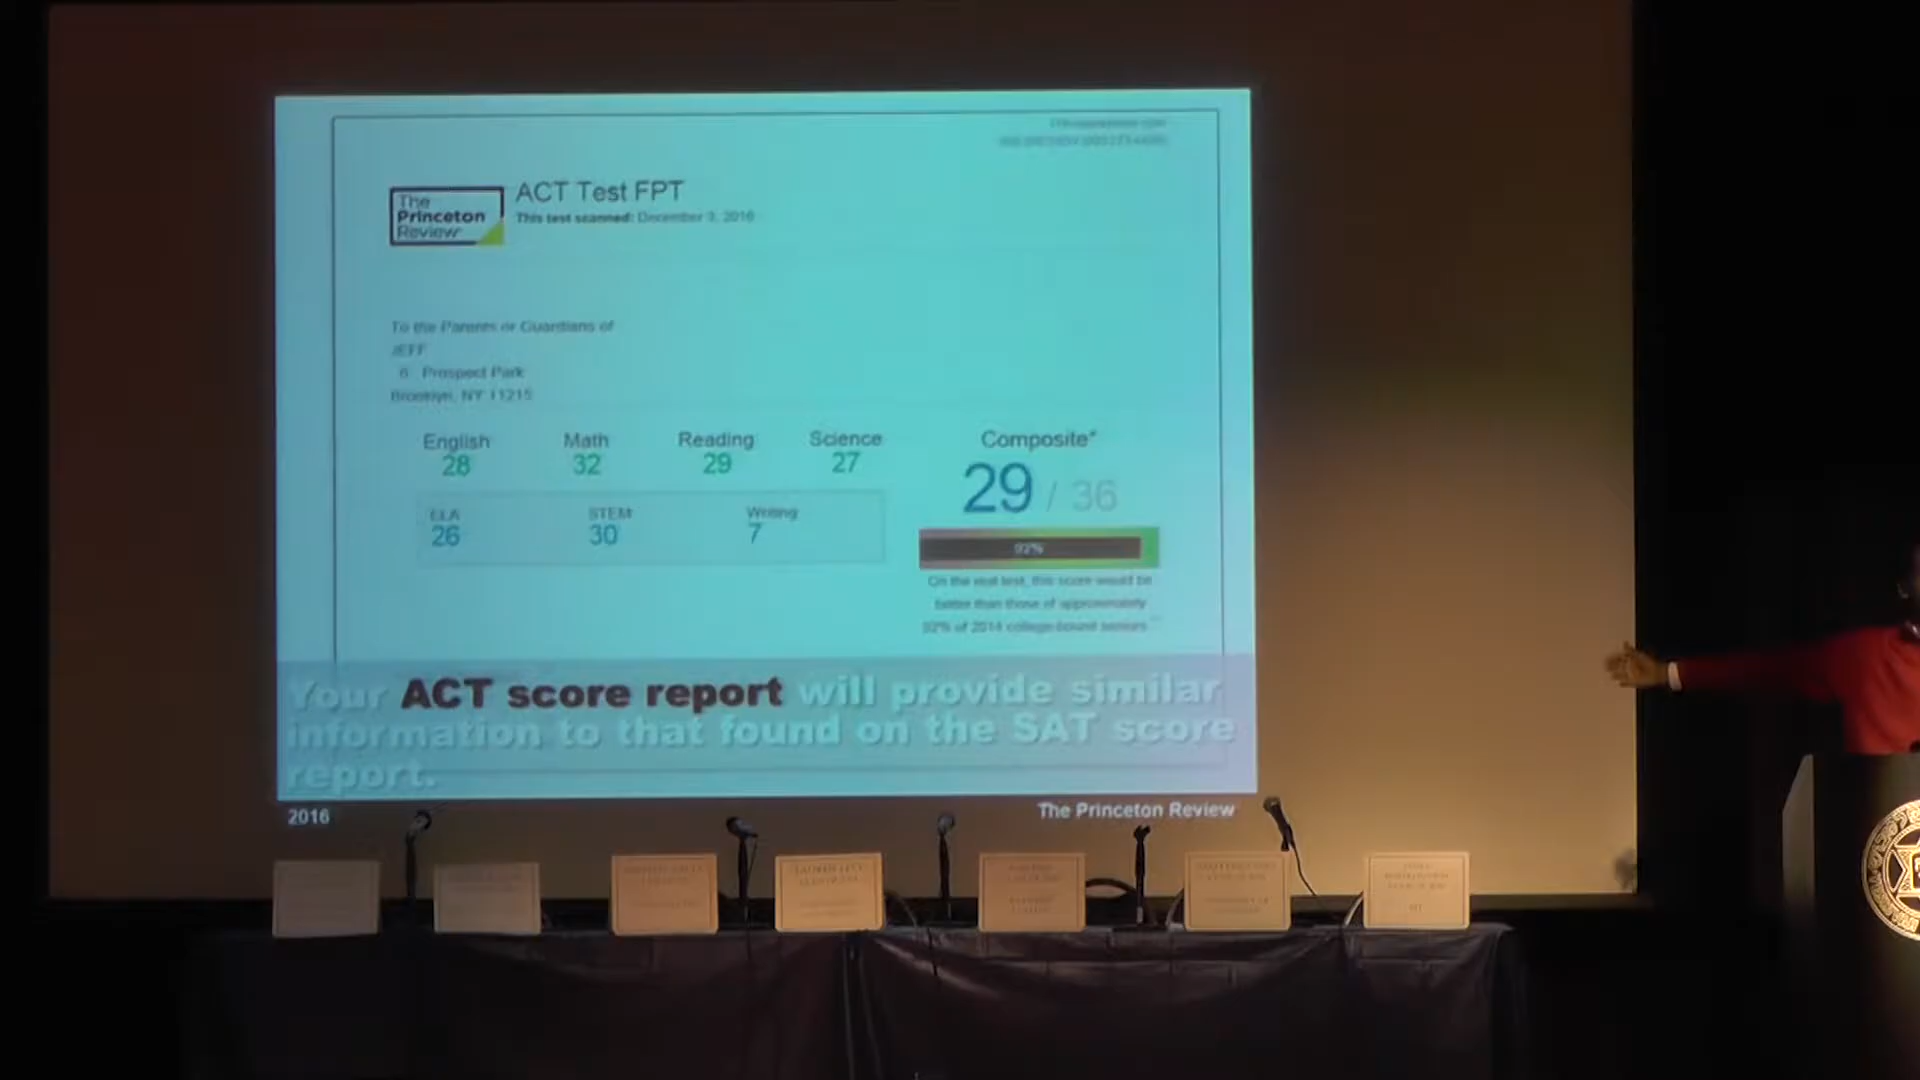 The
Princeton
Review
ACT Test FPT
This test scanned: December 3, 2016
To the Parents or Guardians of
JEFF
6 Prospect Park
Brooklyn, NY 11215
English Math Reading Science Composite*
28 32 29 27 29 / 36
ELA STEM Writing
26 30 7
92%
On the real test, this score would be
better than those of approximately
92% of 2014 college-bound seniors
Your ACT score report will provide similar
information to that found on the SAT score
report.
2016 The Princeton Review